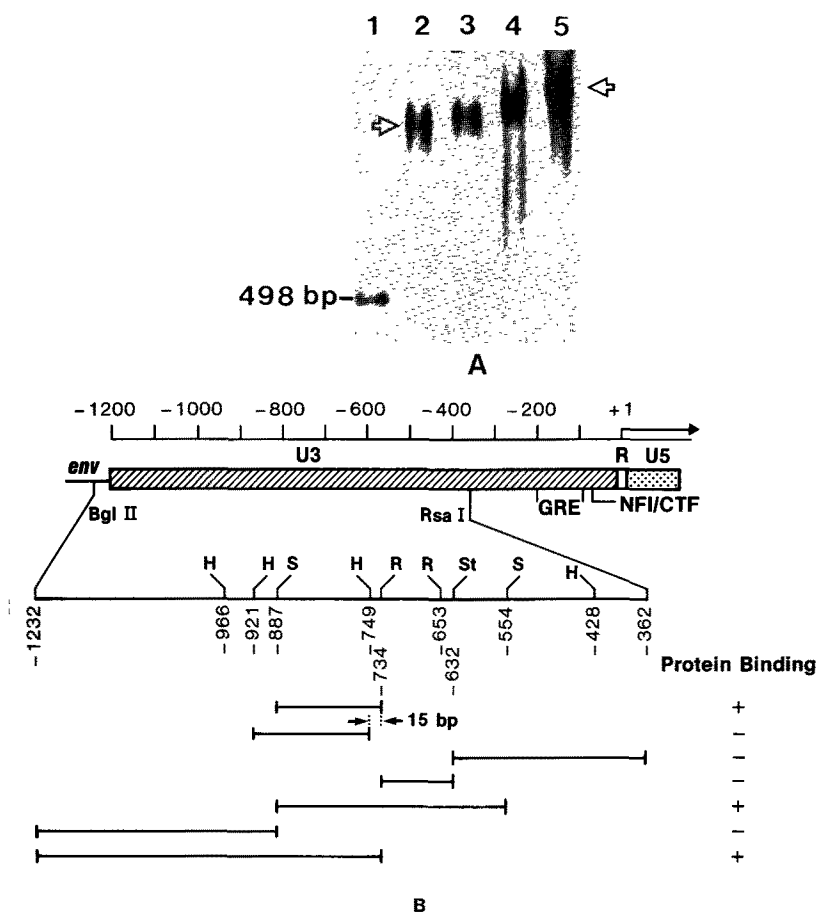 1 2 3 4 5
498 bp-
A
-1200 -1000 -800 -600 -400 -200 +1
env U3 R U5
Bgl II Rsa I GRE NFI/CTF
H H S H R R St S H
-1232 -966 -921 -887 -749 -734 -653 -632 -554 -428 -362
Protein Binding
+
15 bp
-
-
-
+
-
+
B